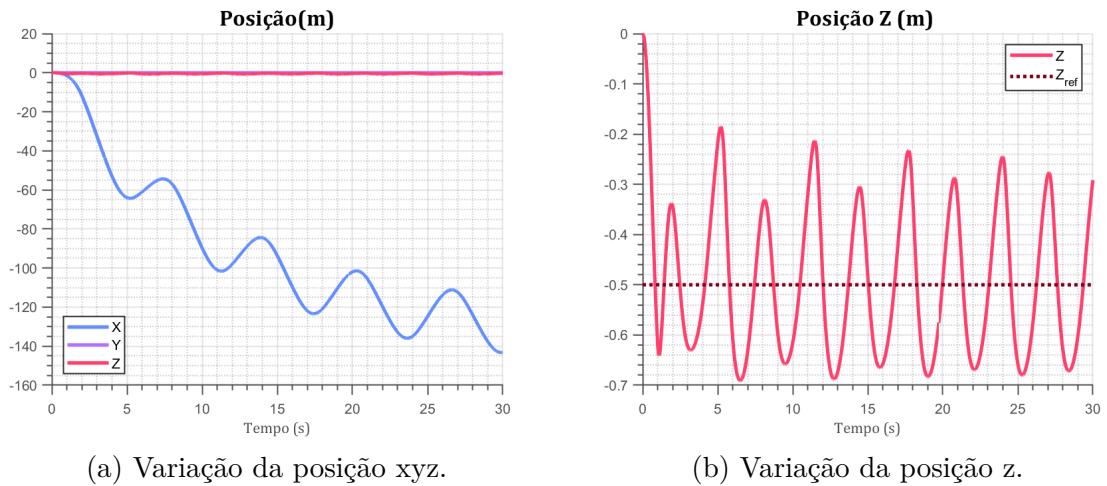 Posição(m)
20
0
-20
-40
-60
-80
-100
-120
-140
-160
0
5
10
15
20
25
30
Tempo (s)
X
Y
Z
(a) Variação da posição xyz.
Posição Z (m)
0
-0.1
-0.2
-0.3
-0.4
-0.5
-0.6
-0.7
0
5
10
15
20
25
30
Tempo (s)
Z
Z_ref
(b) Variação da posição z.